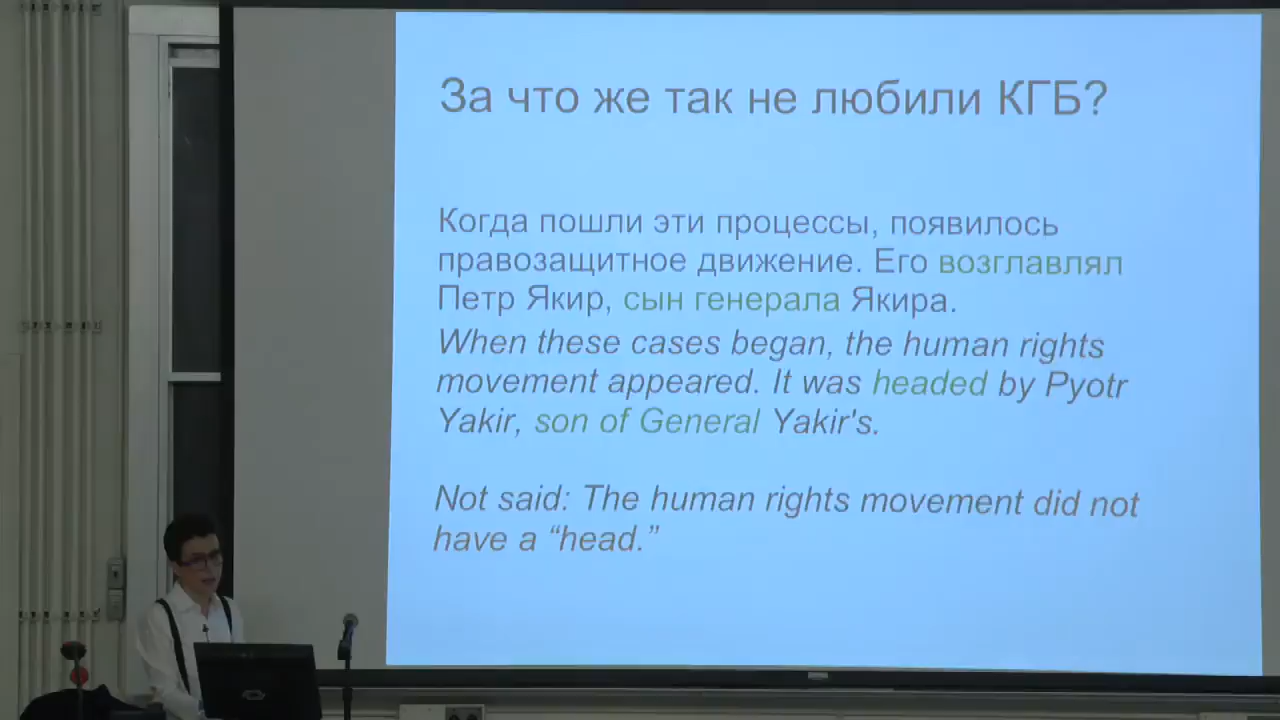 За что же так не любили КГБ?
Когда пошли эти процессы, появилось
правозащитное движение. Его возглавлял
Петр Якир, сын генерала Якира.
When these cases began, the human rights
movement appeared. It was headed by Pyotr
Yakir, son of General Yakir's.
Not said: The human rights movement did not
have a “head.”